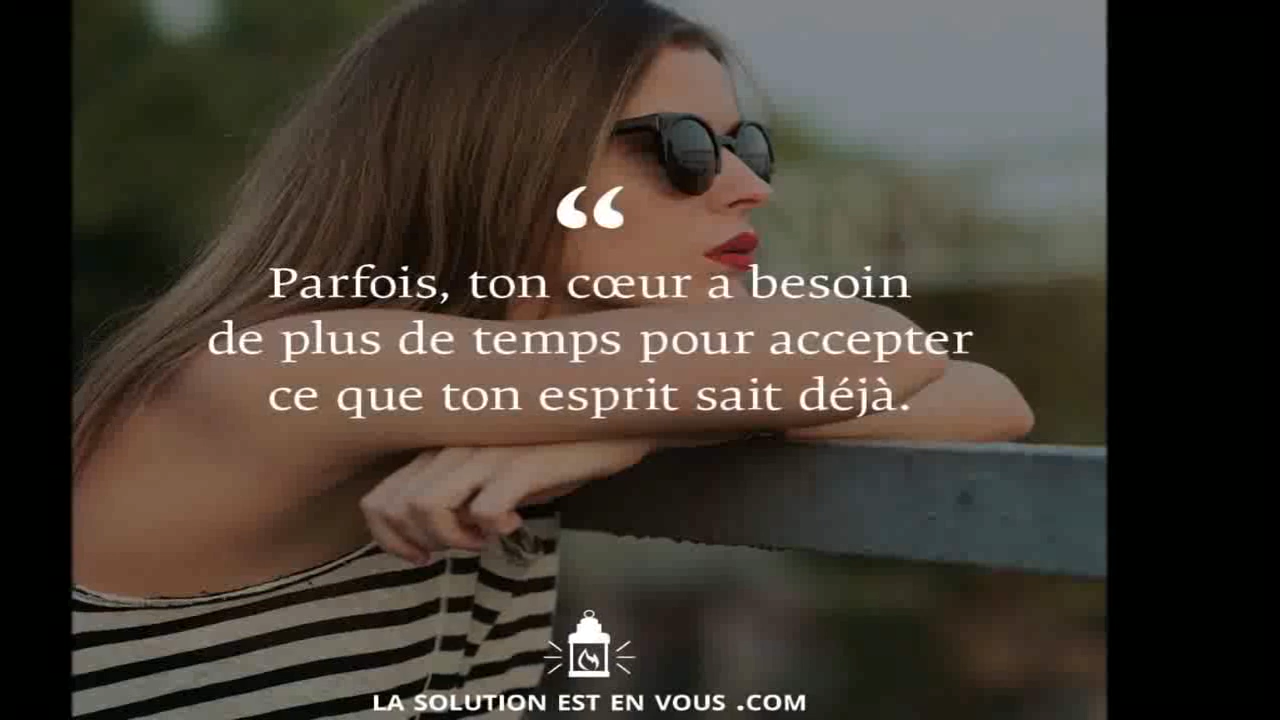 “
Parfois, ton cœur a besoin
de plus de temps pour accepter
ce que ton esprit sait déjà.
LA SOLUTION EST EN VOUS .COM